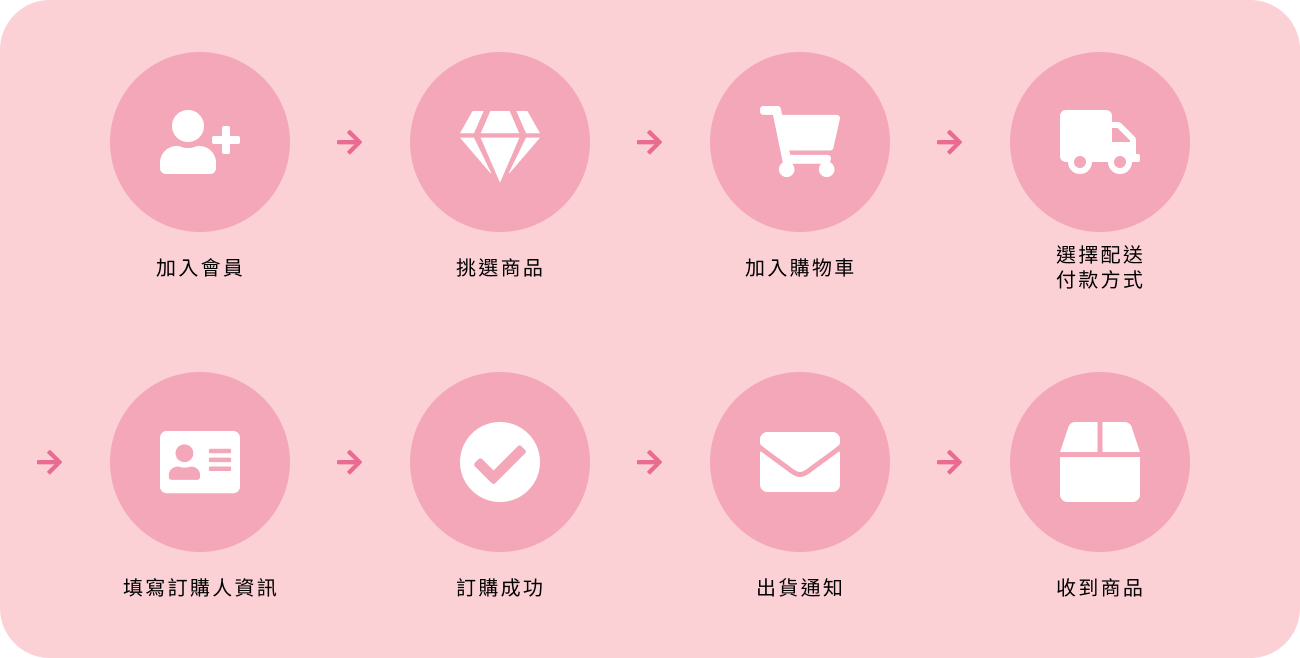 加入會員
挑選商品
加入購物車
選擇配送
付款方式
填寫訂購人資訊
訂購成功
出貨通知
收到商品